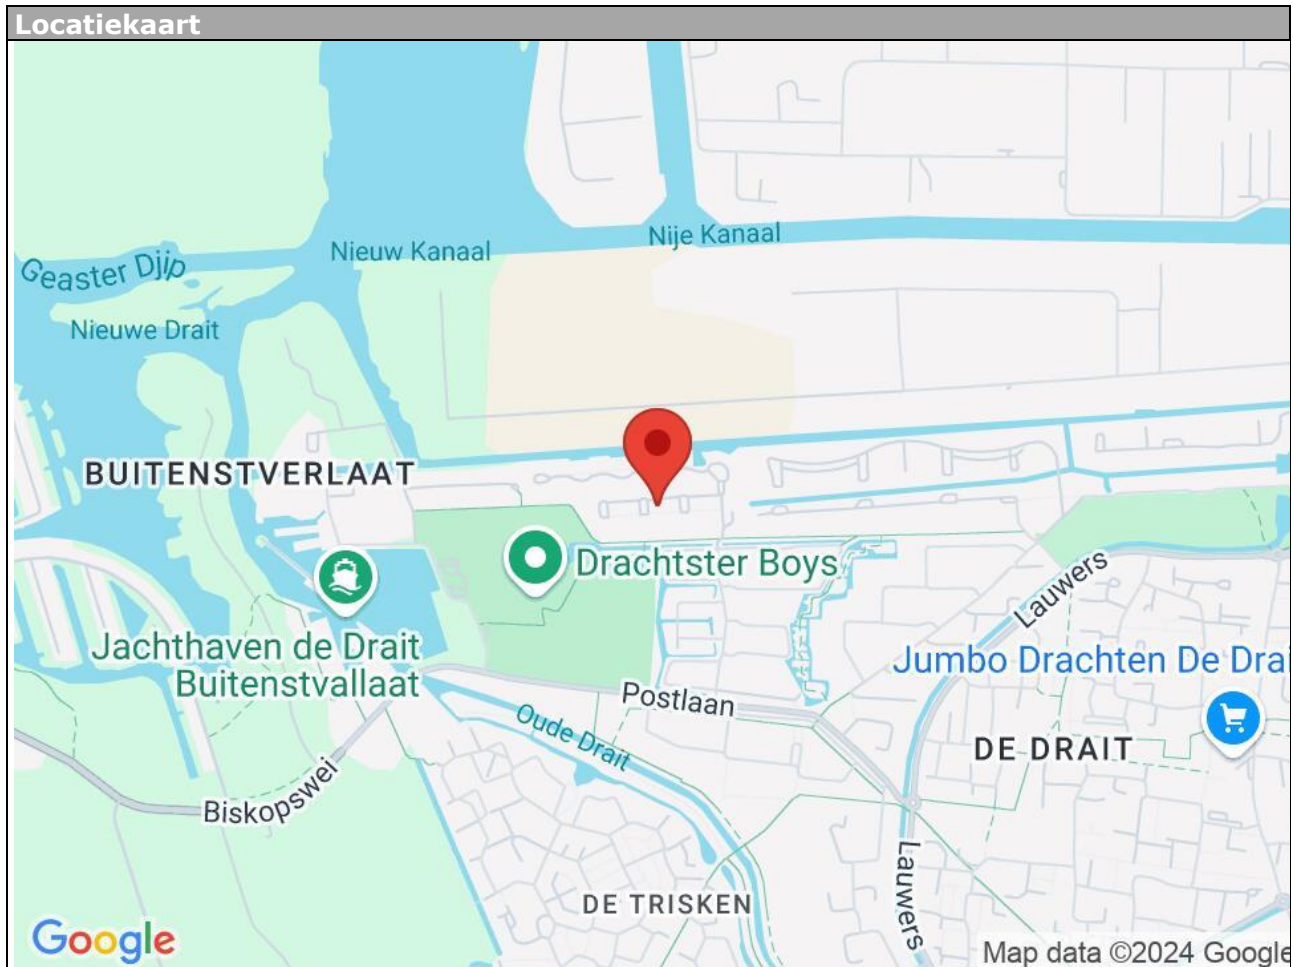 Locatiekaart
Nije Kanaal
Nieuw Kanaal
Geaster Djip
Nieuwe Drait
BUITENSTVERLAAT
Drachtster Boys
Lauwers
Jachthaven de Drait
Buitenstvallaat
Jumbo Drachten De Drai
Postlaan
Oude Drait
DE DRAIT
Biskopswei
Lauwers
DE TRISKEN
Google
Map data ©2024 Google